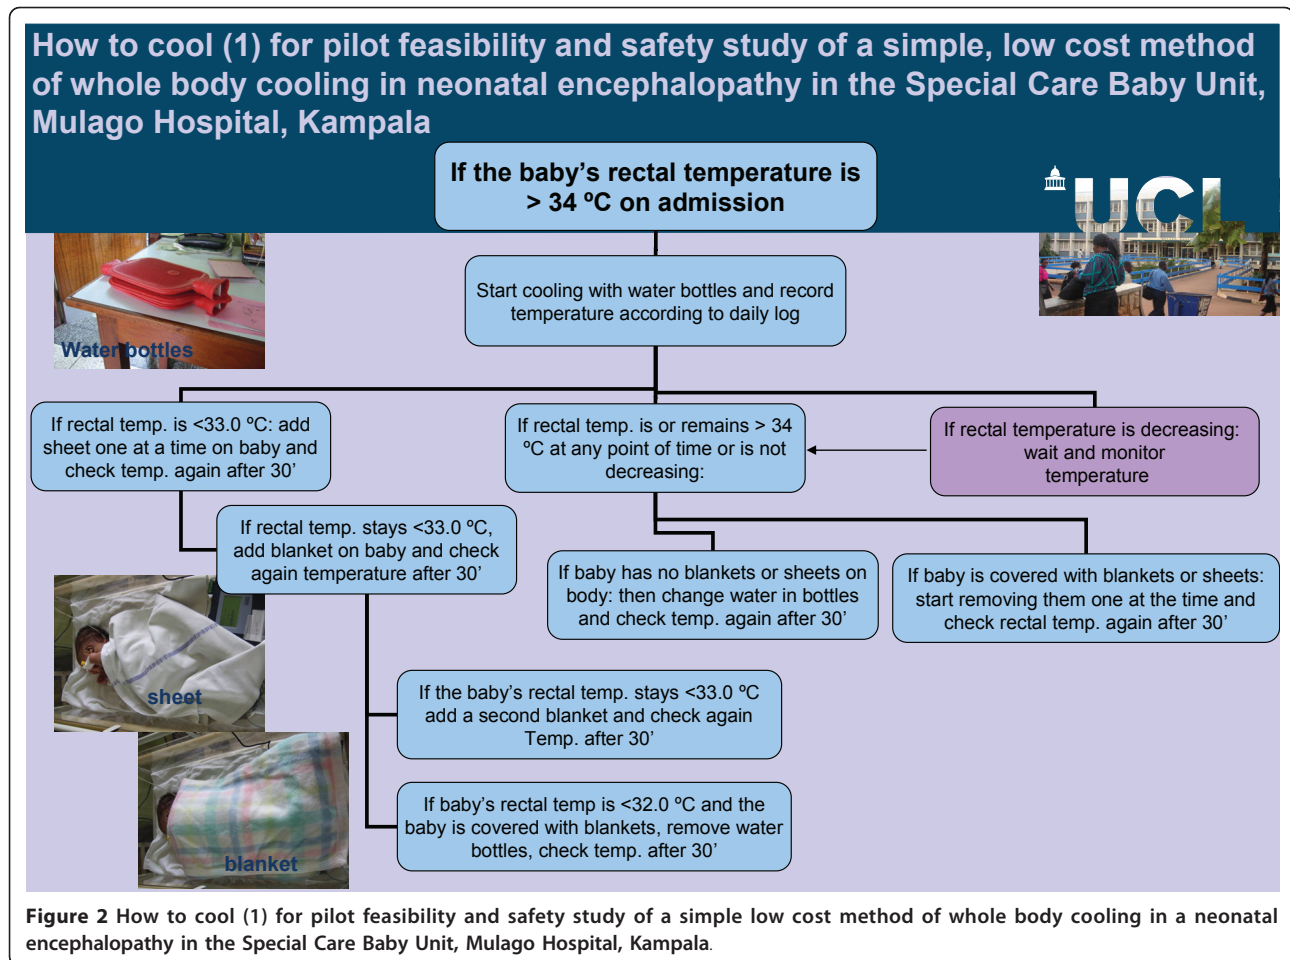 How to cool (1) for pilot feasibility and safety study of a simple, low cost method
of whole body cooling in neonatal encephalopathy in the Special Care Baby Unit,
Mulago Hospital, Kampala
If the baby’s rectal temperature is
> 34 ºC on admission
UCL
Start cooling with water bottles and record
temperature according to daily log
Water bottles
If rectal temp. is <33.0 ºC: add
sheet one at a time on baby and
check temp. again after 30’
If rectal temp. is or remains > 34
ºC at any point of time or is not
decreasing:
If rectal temperature is decreasing:
wait and monitor
temperature
If rectal temp. stays <33.0 ºC,
add blanket on baby and check
again temperature after 30’
If baby has no blankets or sheets on
body: then change water in bottles
and check temp. again after 30’
If baby is covered with blankets or sheets:
start removing them one at the time and
check rectal temp. again after 30’
sheet
If the baby’s rectal temp. stays <33.0 ºC
add a second blanket and check again
Temp. after 30’
If baby’s rectal temp is <32.0 ºC and the
baby is covered with blankets, remove water
bottles, check temp. after 30’
blanket
Figure 2 How to cool (1) for pilot feasibility and safety study of a simple low cost method of whole body cooling in a neonatal
encephalopathy in the Special Care Baby Unit, Mulago Hospital, Kampala.